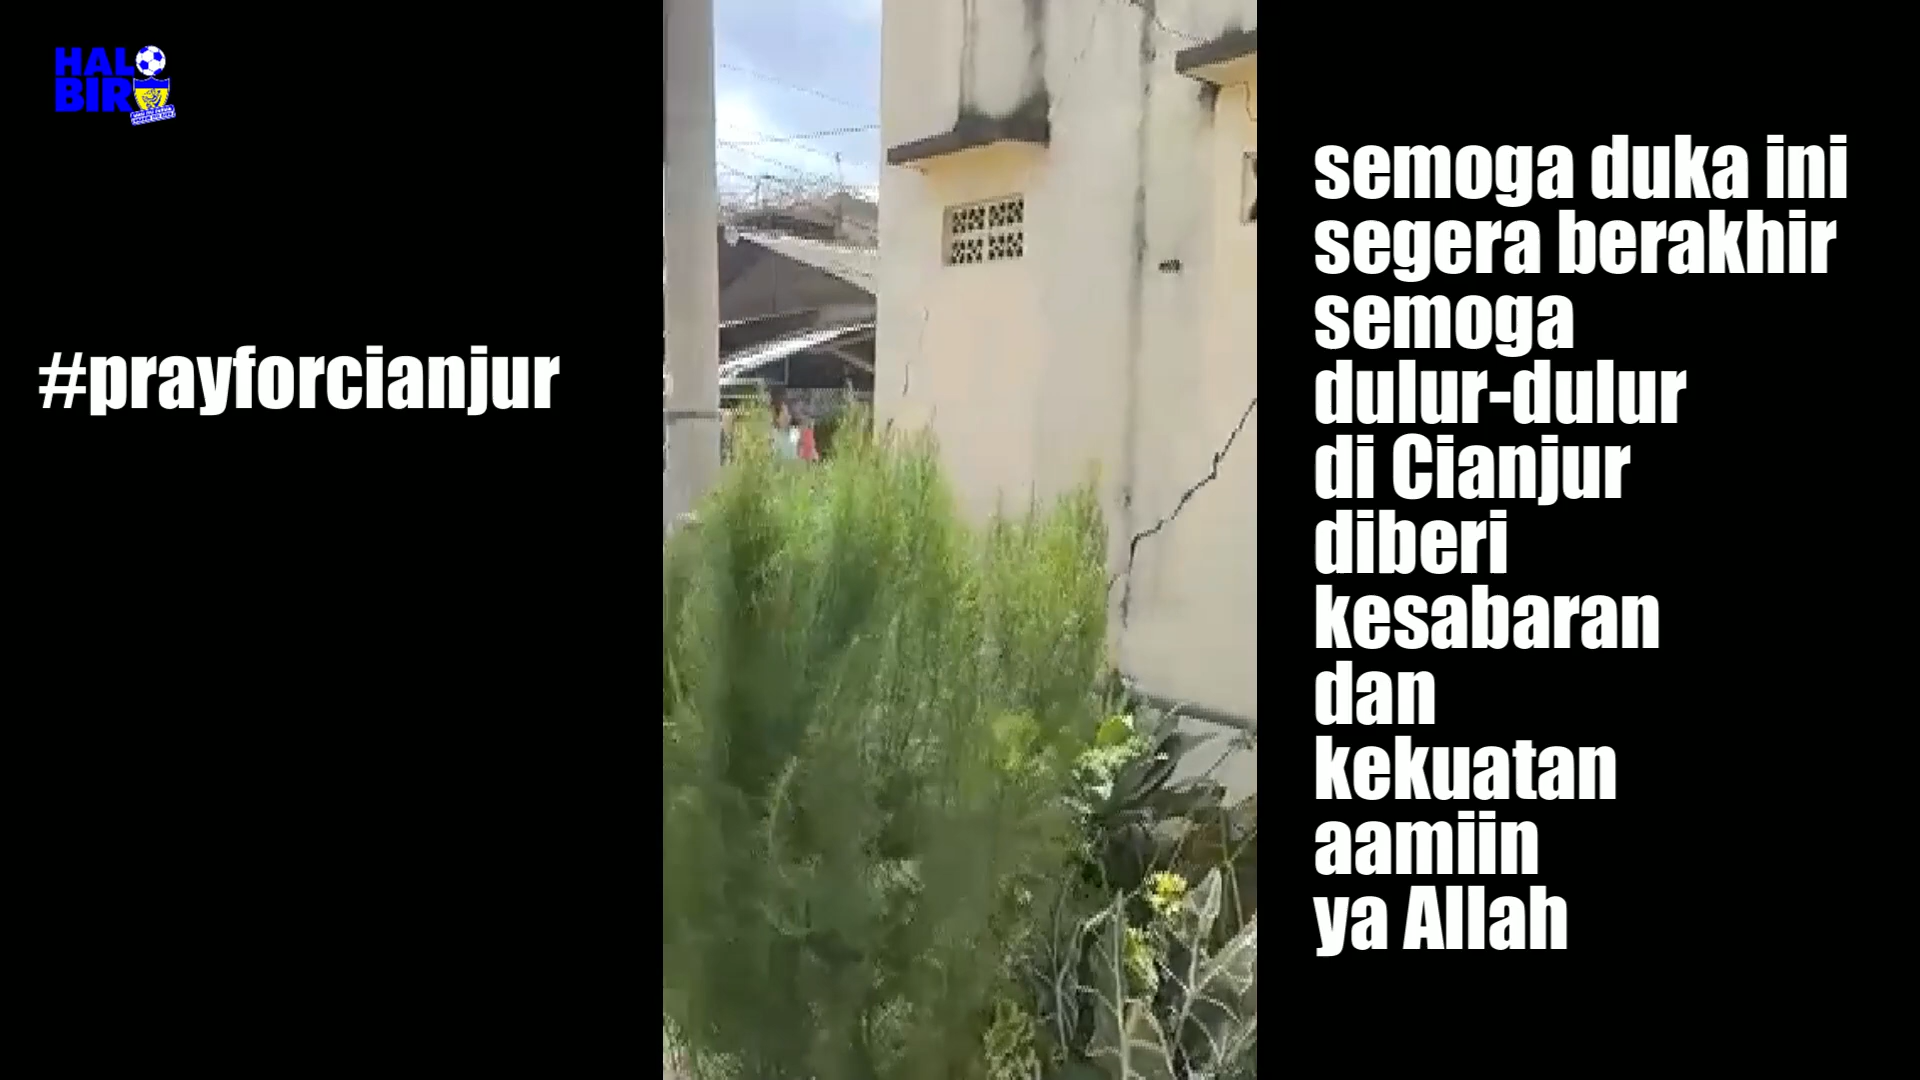 HALO
BIRU
#prayforcianjur
semoga duka ini
segera berakhir
semoga
dulur-dulur
di Cianjur
diberi
kesabaran
dan
kekuatan
aamiin
ya Allah